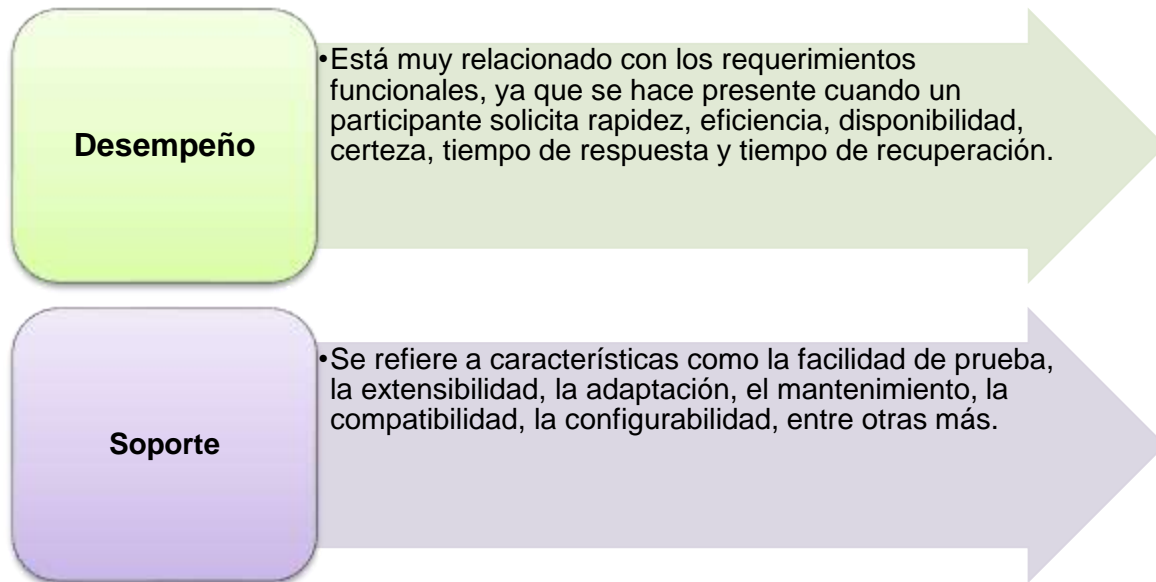 Desempeño
•Está muy relacionado con los requerimientos
funcionales, ya que se hace presente cuando un
participante solicita rapidez, eficiencia, disponibilidad,
certeza, tiempo de respuesta y tiempo de recuperación.
Soporte
•Se refiere a características como la facilidad de prueba,
la extensibilidad, la adaptación, el mantenimiento, la
compatibilidad, la configurabilidad, entre otras más.